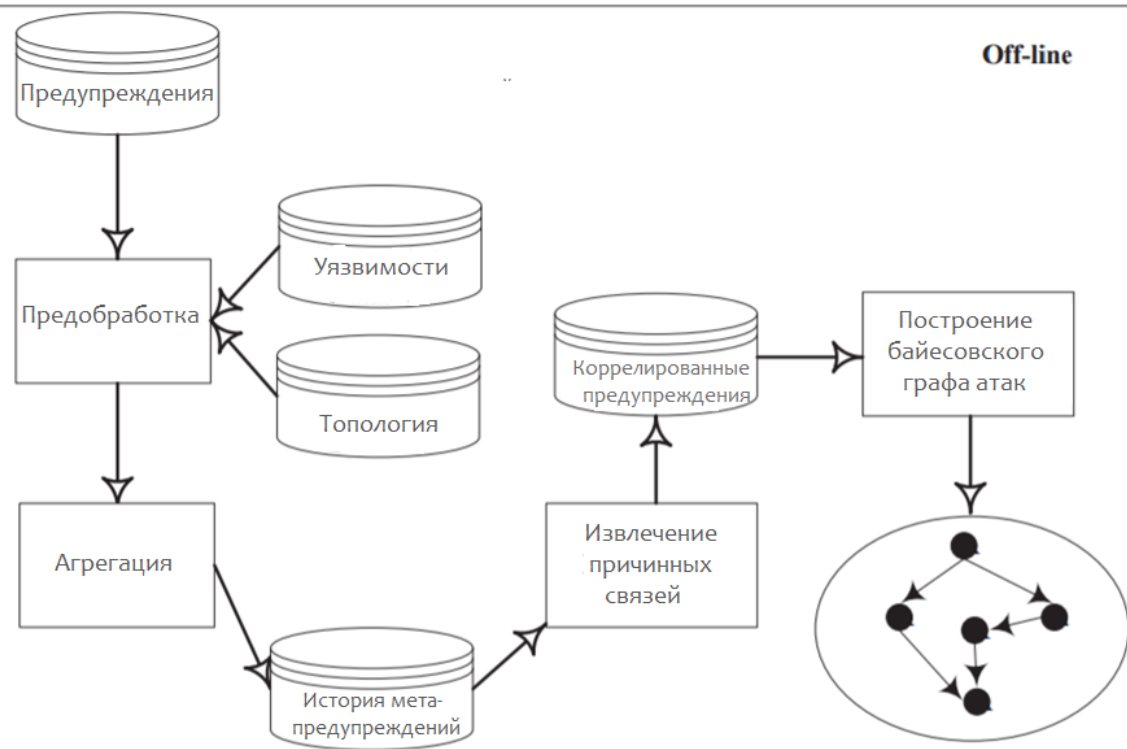 Предупреждения
Off-line
Уязвимости
Предобработка
Топология
Коррелированные
предупреждения
Построение
байесовского
графа атак
Агрегация
Извлечение
причинных
связей
История мета-
предупреждений